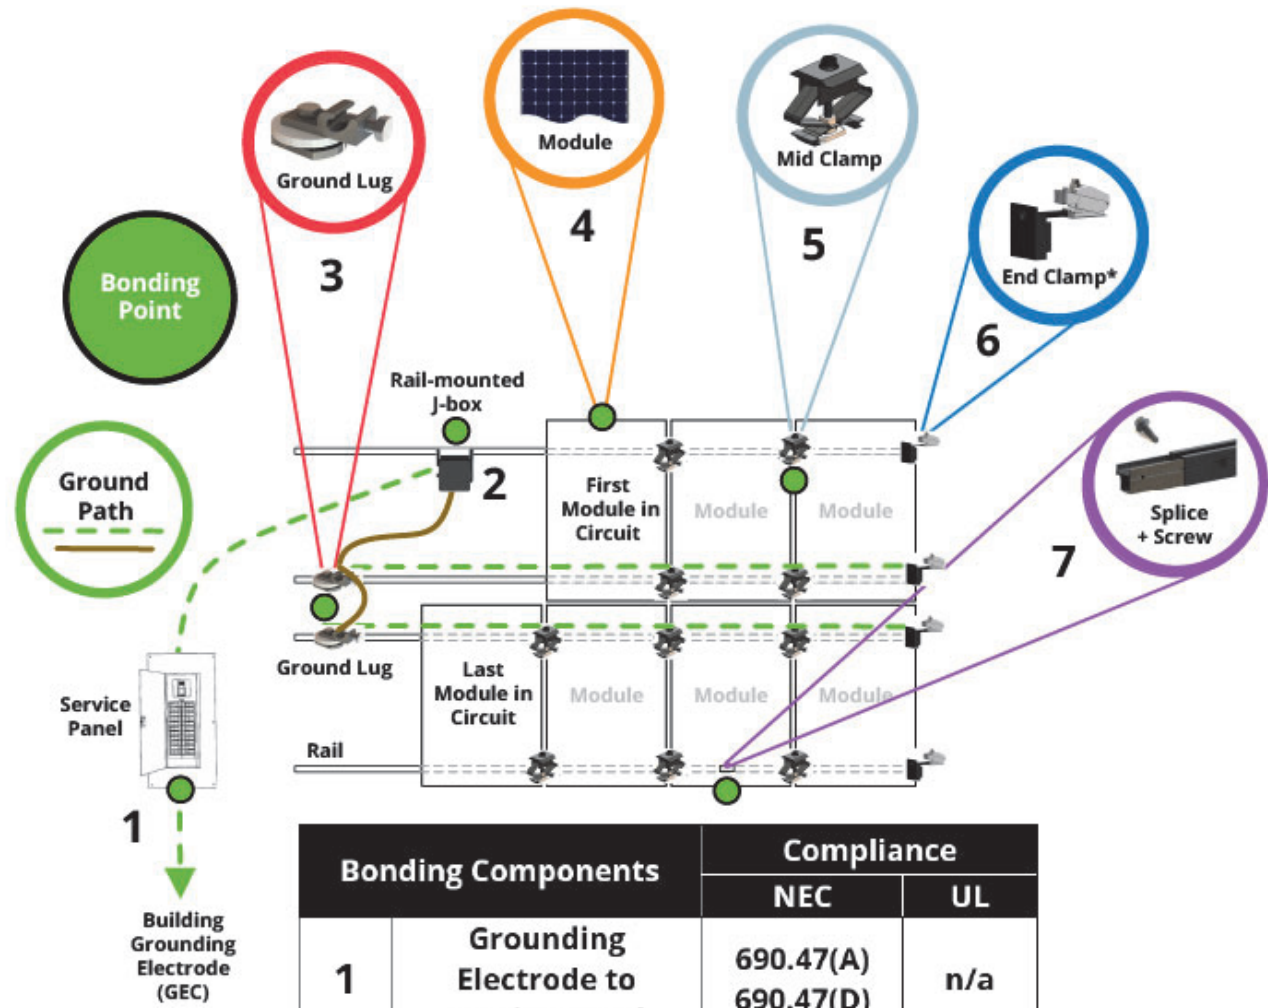 Ground Lug
3
Module
4
Mid Clamp
5
End Clamp*
6
Splice
+ Screw
7
Bonding
Point
Ground
Path
Rail-mounted
J-box
2
First
Module in
Circuit
Module
Module
Ground Lug
Last
Module in
Circuit
Module
Module
Module
Service
Panel
Rail
1
Building
Grounding
Electrode
(GEC)
Bonding Components
Compliance
NEC
UL
1
Grounding
Electrode to
690.47(A)
690.47(D)
n/a